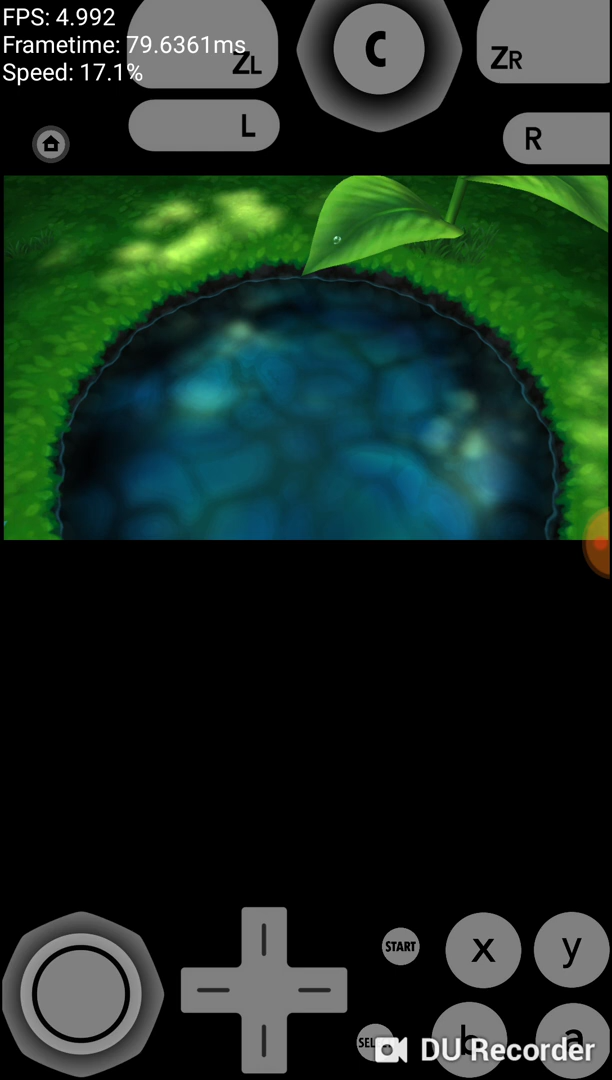 FPS: 4.992
Frametime: 79.6361ms
Speed: 17.1%
ZL
C
ZR
L
R
START
x
y
b
a
DU Recorder